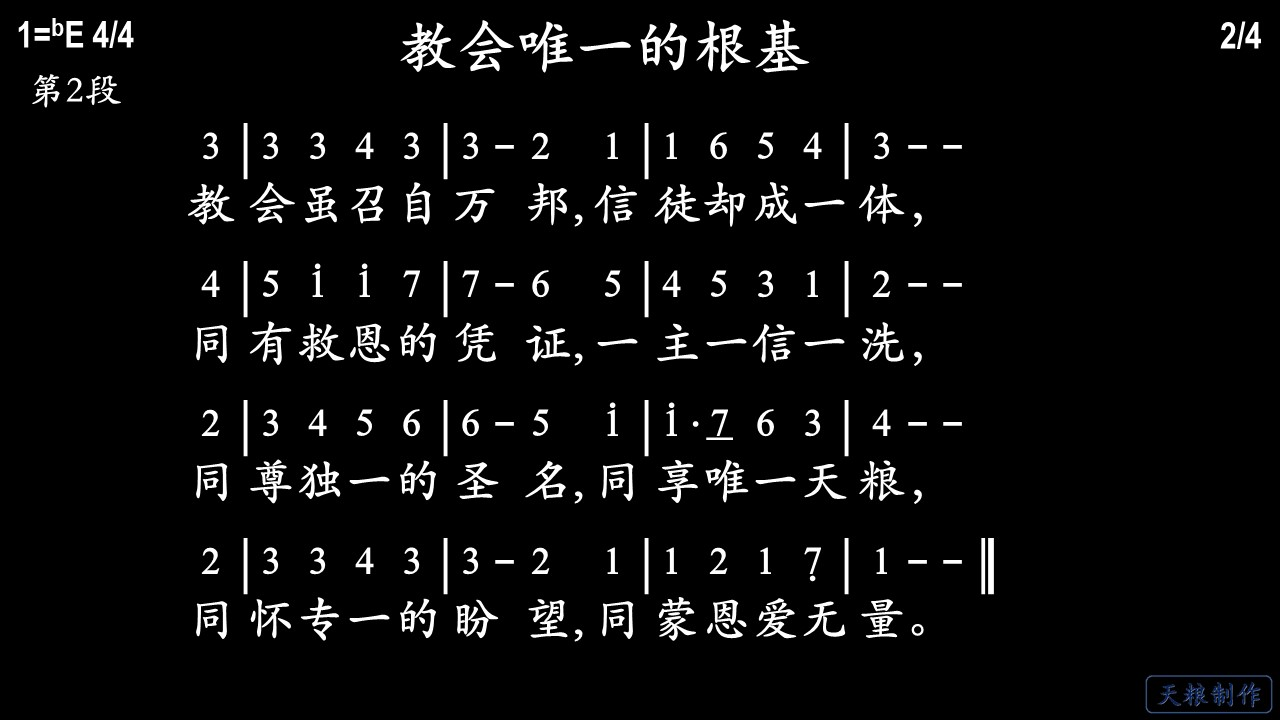 1=ᵇE 4/4
教会唯一的根基
2/4
第2段
3 | 3 3 4 3 | 3 − 2 1 | 1 6 5 4 | 3 − −
教会虽召自万邦,信徒却成一体,
4 | 5 i̇ i̇ 7 | 7 − 6 5 | 4 5 3 1 | 2 − −
同有救恩的凭证,一主一信一洗,
2 | 3 4 5 6 | 6 − 5 i̇ | i̇ · 7̲ 6 3 | 4 − −
同尊独一的圣名,同享唯一天粮,
2 | 3 3 4 3 | 3 − 2 1 | 1 2 1 7̣ | 1 − − ‖
同怀专一的盼望,同蒙恩爱无量。
天粮制作